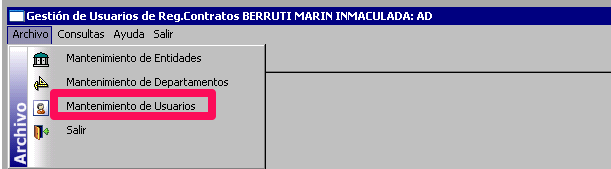 Gestión de Usuarios de Reg.Contratos BERRUTI MARIN INMACULADA: AD
Archivo Consultas Ayuda Salir
Mantenimiento de Entidades
Mantenimiento de Departamentos
Mantenimiento de Usuarios
Salir
Archivo